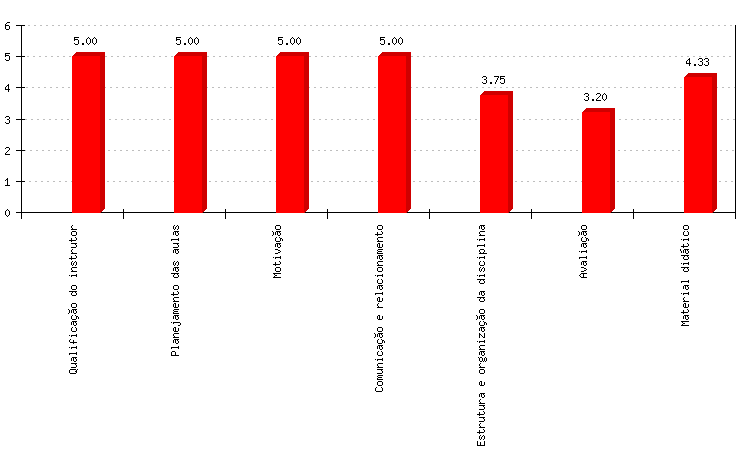 6
5
4
3
2
1
0
5.00
5.00
5.00
5.00
3.75
3.20
4.33
Qualificação do instrutor
Planejamento das aulas
Motivação
Comunicação e relacionamento
Estrutura e organização da disciplina
Avaliação
Material didático